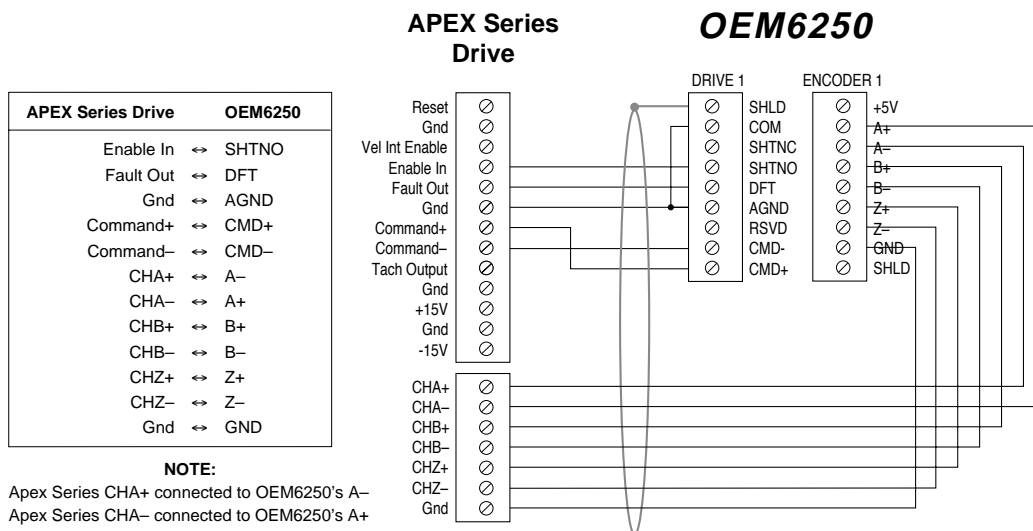 APEX Series
Drive
OEM6250
APEX Series Drive OEM6250
Enable In ↔ SHTNO
Fault Out ↔ DFT
Gnd ↔ AGND
Command+ ↔ CMD+
Command– ↔ CMD–
CHA+ ↔ A–
CHA– ↔ A+
CHB+ ↔ B+
CHB– ↔ B–
CHZ+ ↔ Z+
CHZ– ↔ Z–
Gnd ↔ GND
NOTE:
Apex Series CHA+ connected to OEM6250's A–
Apex Series CHA– connected to OEM6250's A+
Reset
Gnd
Vel Int Enable
Enable In
Fault Out
Gnd
Command+
Command–
Tach Output
Gnd
+15V
Gnd
-15V
CHA+
CHA–
CHB+
CHB–
CHZ+
CHZ–
Gnd
DRIVE 1
SHLD
COM
SHTNC
SHTNO
DFT
AGND
RSVD
CMD-
CMD+
ENCODER 1
+5V
A+
A–
B+
B–
Z+
Z–
GND
SHLD